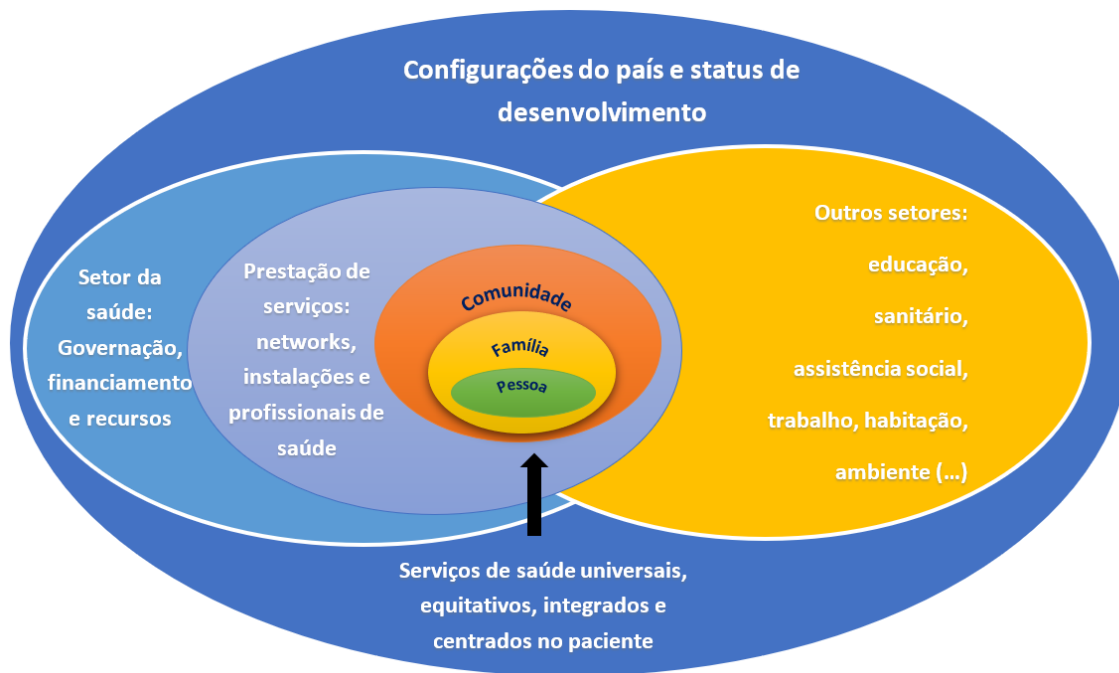 Configurações do país e status de
desenvolvimento
Setor da
saúde:
Governação,
financiamento
e recursos
Prestação de
serviços:
networks,
instalações e
profissionais de
saúde
Comunidade
Família
Pessoa
Outros setores:
educação,
sanitário,
assistência social,
trabalho, habitação,
ambiente (...)
Serviços de saúde universais,
equitativos, integrados e
centrados no paciente